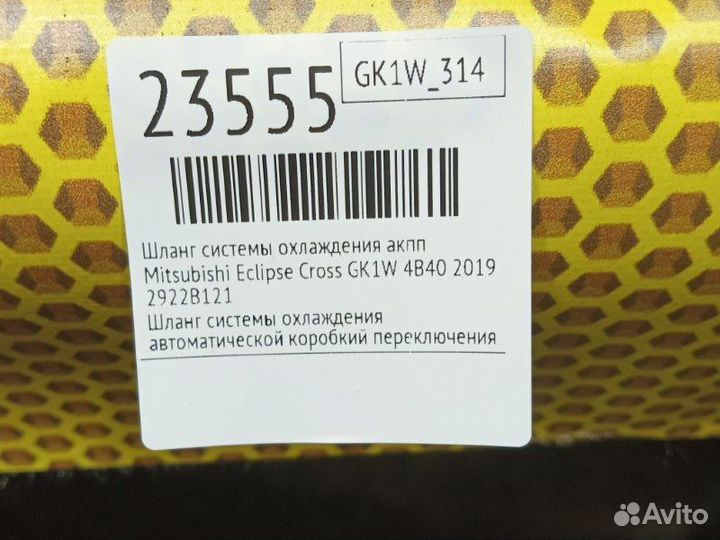 23555
GK1W_314
Шланг системы охлаждения акпп
Mitsubishi Eclipse Cross GK1W 4B40 2019
2922B121
Шланг системы охлаждения
автоматической коробкий переключения
Avito